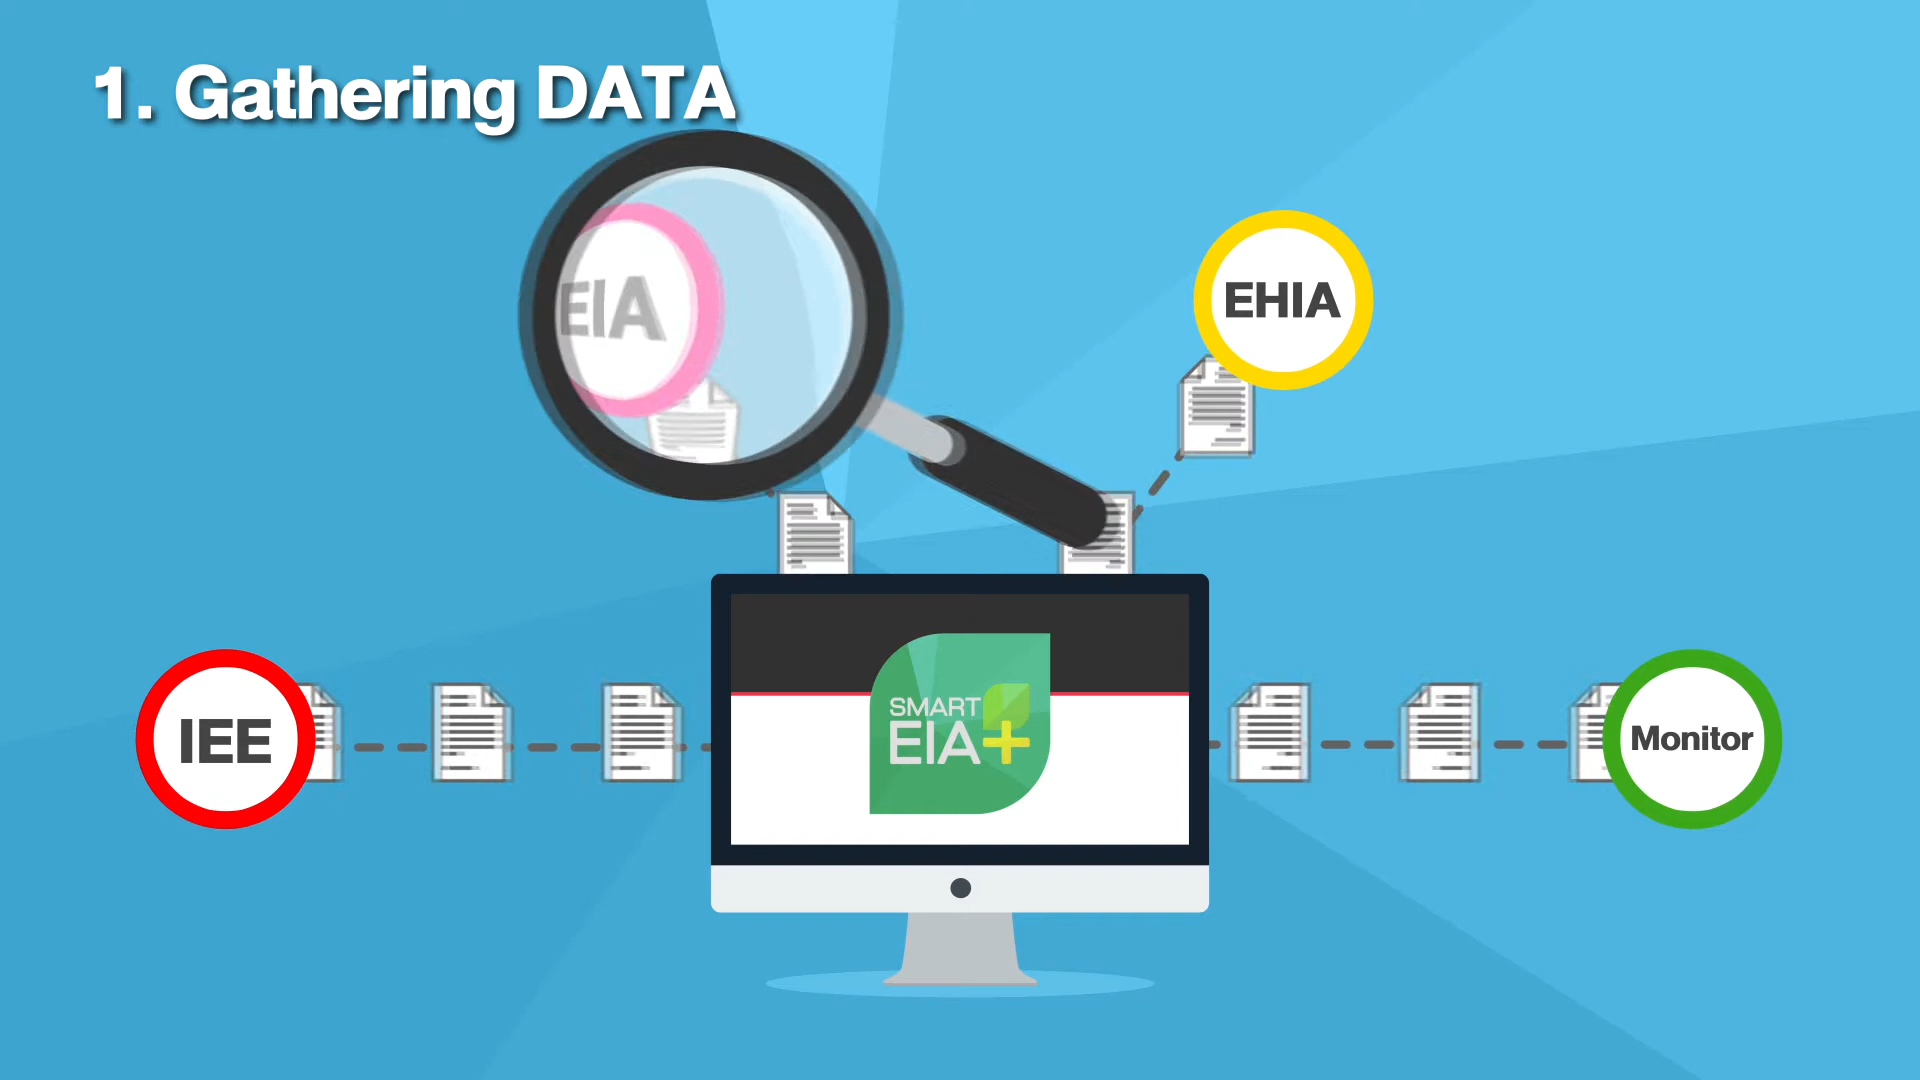 1. Gathering DATA
EIA
EHIA
SMART
EIA+
IEE
Monitor